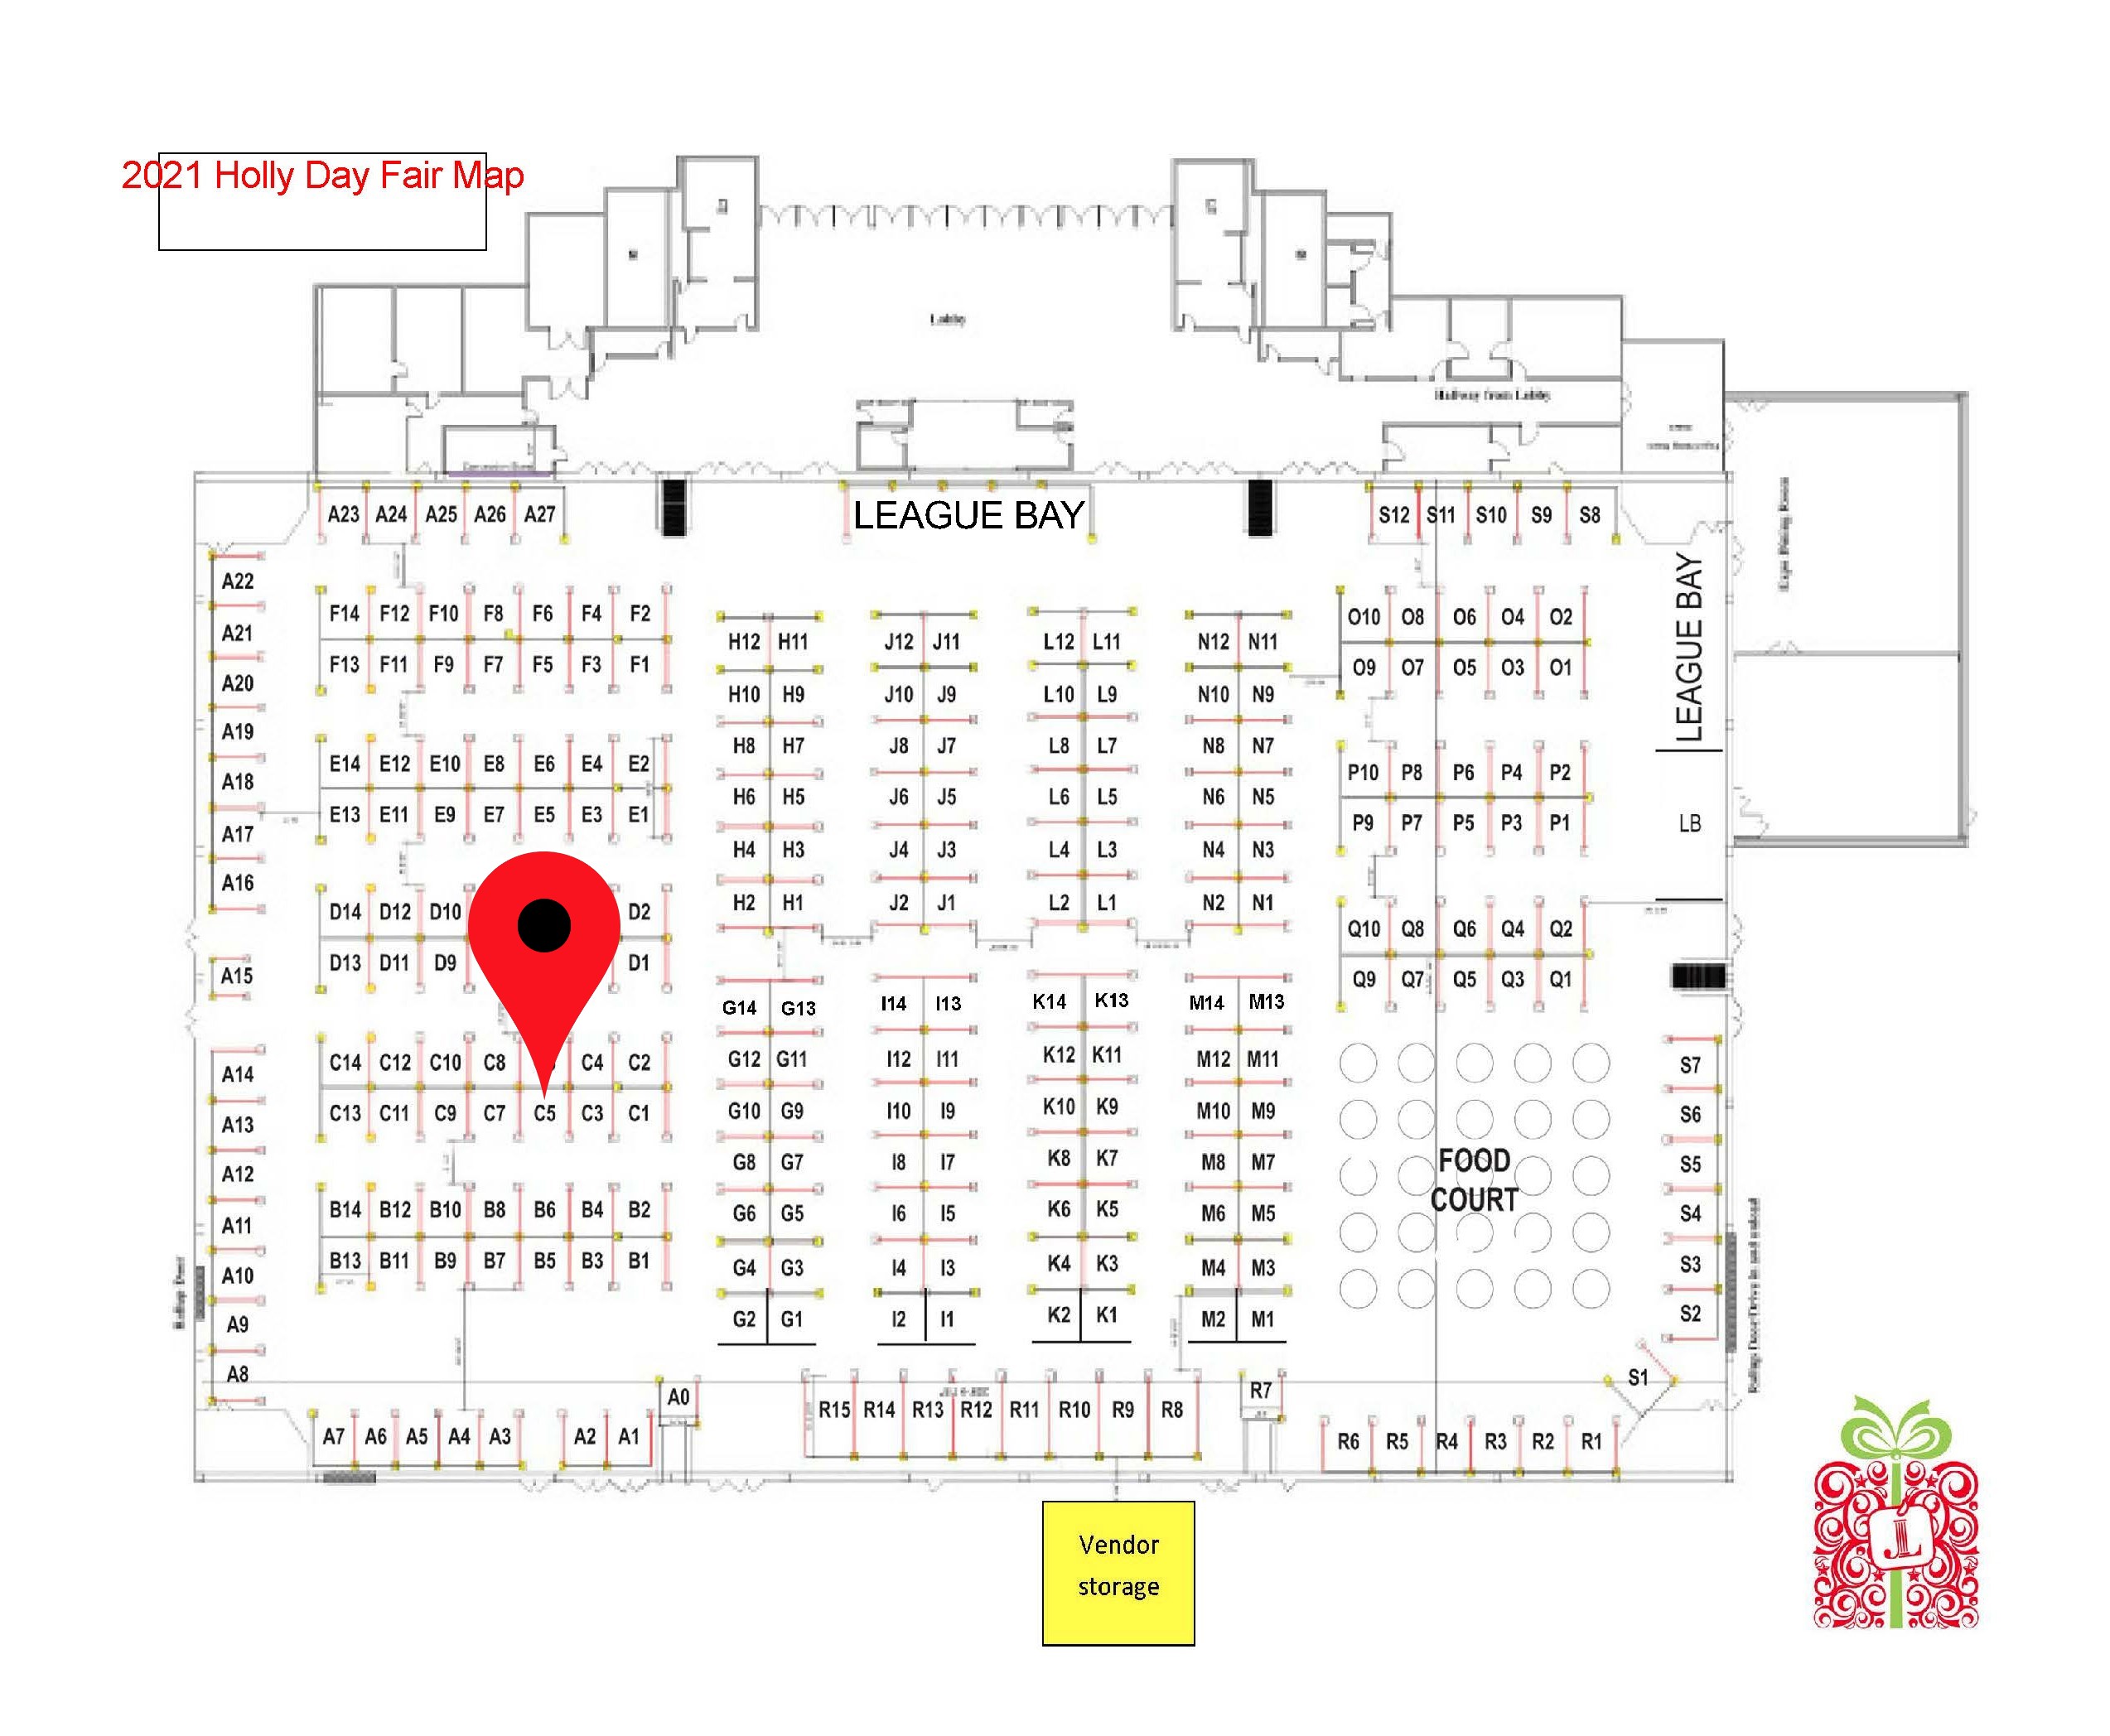 2021 Holly Day Fair Map
Lobby
Hallway from Lobby
LEAGUE BAY
A23 A24 A25 A26 A27
S12 S11 S10 S9 S8
A22
A21
A20
A19
A18
A17
A16
A15
A14
A13
A12
A11
A10
A9
A8
F14 F12 F10 F8 F6 F4 F2
F13 F11 F9 F7 F5 F3 F1
E14 E12 E10 E8 E6 E4 E2
E13 E11 E9 E7 E5 E3 E1
D14 D12 D10 D2
D13 D11 D9 D1
C14 C12 C10 C8 C4 C2
C13 C11 C9 C7 C5 C3 C1
B14 B12 B10 B8 B6 B4 B2
B13 B11 B9 B7 B5 B3 B1
H12 H11
H10 H9
H8 H7
H6 H5
H4 H3
H2 H1
G14 G13
G12 G11
G10 G9
G8 G7
G6 G5
G4 G3
G2 G1
J12 J11
J10 J9
J8 J7
J6 J5
J4 J3
J2 J1
I14 I13
I12 I11
I10 I9
I8 I7
I6 I5
I4 I3
I2 I1
L12 L11
L10 L9
L8 L7
L6 L5
L4 L3
L2 L1
K14 K13
K12 K11
K10 K9
K8 K7
K6 K5
K4 K3
K2 K1
N12 N11
N10 N9
N8 N7
N6 N5
N4 N3
N2 N1
M14 M13
M12 M11
M10 M9
M8 M7
M6 M5
M4 M3
M2 M1
O10 O8 O6 O4 O2
O9 O7 O5 O3 O1
P10 P8 P6 P4 P2
P9 P7 P5 P3 P1
Q10 Q8 Q6 Q4 Q2
Q9 Q7 Q5 Q3 Q1
LEAGUE BAY
LB
FOOD
COURT
S7
S6
S5
S4
S3
S2
S1
A7 A6 A5 A4 A3 A2 A1
A0
R15 R14 R13 R12 R11 R10 R9 R8
R7
R6 R5 R4 R3 R2 R1
Vendor
storage
JL